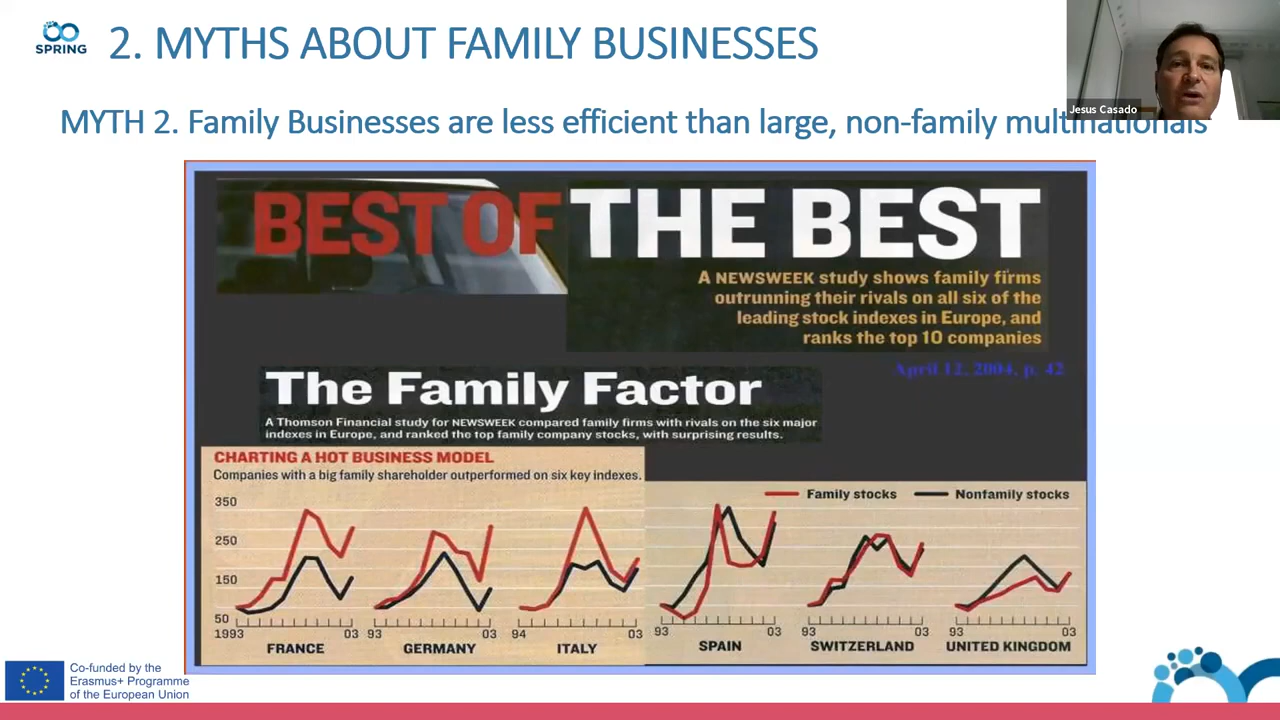 SPRING
2. MYTHS ABOUT FAMILY BUSINESSES
Jesus Casado
MYTH 2. Family Businesses are less efficient than large, non-family multinationals
BEST OF THE BEST
A NEWSWEEK study shows family firms
outrunning their rivals on all six of the
leading stock indexes in Europe, and
ranks the top 10 companies
April 12, 2004, p. 42
The Family Factor
A Thomson Financial study for NEWSWEEK compared family firms with rivals on the six major
indexes in Europe, and ranked the top family company stocks, with surprising results.
CHARTING A HOT BUSINESS MODEL
Companies with a big family shareholder outperformed on six key indexes.
Family stocks Nonfamily stocks
350
250
150
50
1993 03 93 03 94 03 93 03 93 03 93 03
FRANCE GERMANY ITALY SPAIN SWITZERLAND UNITED KINGDOM
Co-funded by the
Erasmus+ Programme
of the European Union